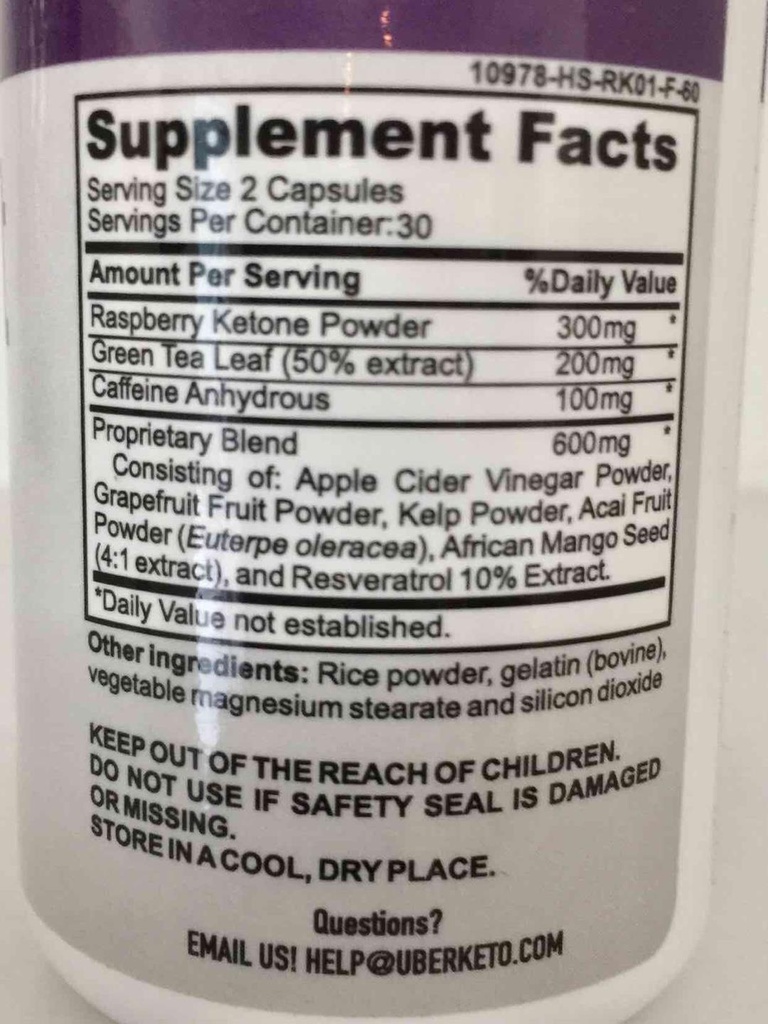 10978-HS-RK01-F-60
Supplement Facts
Serving Size 2 Capsules
Servings Per Container:30
Amount Per Serving %Daily Value
Raspberry Ketone Powder 300mg *
Green Tea Leaf (50% extract) 200mg *
Caffeine Anhydrous 100mg *
Proprietary Blend 600mg *
Consisting of: Apple Cider Vinegar Powder,
Grapefruit Fruit Powder, Kelp Powder, Acai Fruit
Powder (Euterpe oleracea), African Mango Seed
(4:1 extract), and Resveratrol 10% Extract.
*Daily Value not established.
Other ingredients: Rice powder, gelatin (bovine),
vegetable magnesium stearate and silicon dioxide
KEEP OUT OF THE REACH OF CHILDREN.
DO NOT USE IF SAFETY SEAL IS DAMAGED
OR MISSING.
STORE IN A COOL, DRY PLACE.
Questions?
EMAIL US! HELP@UBERKETO.COM